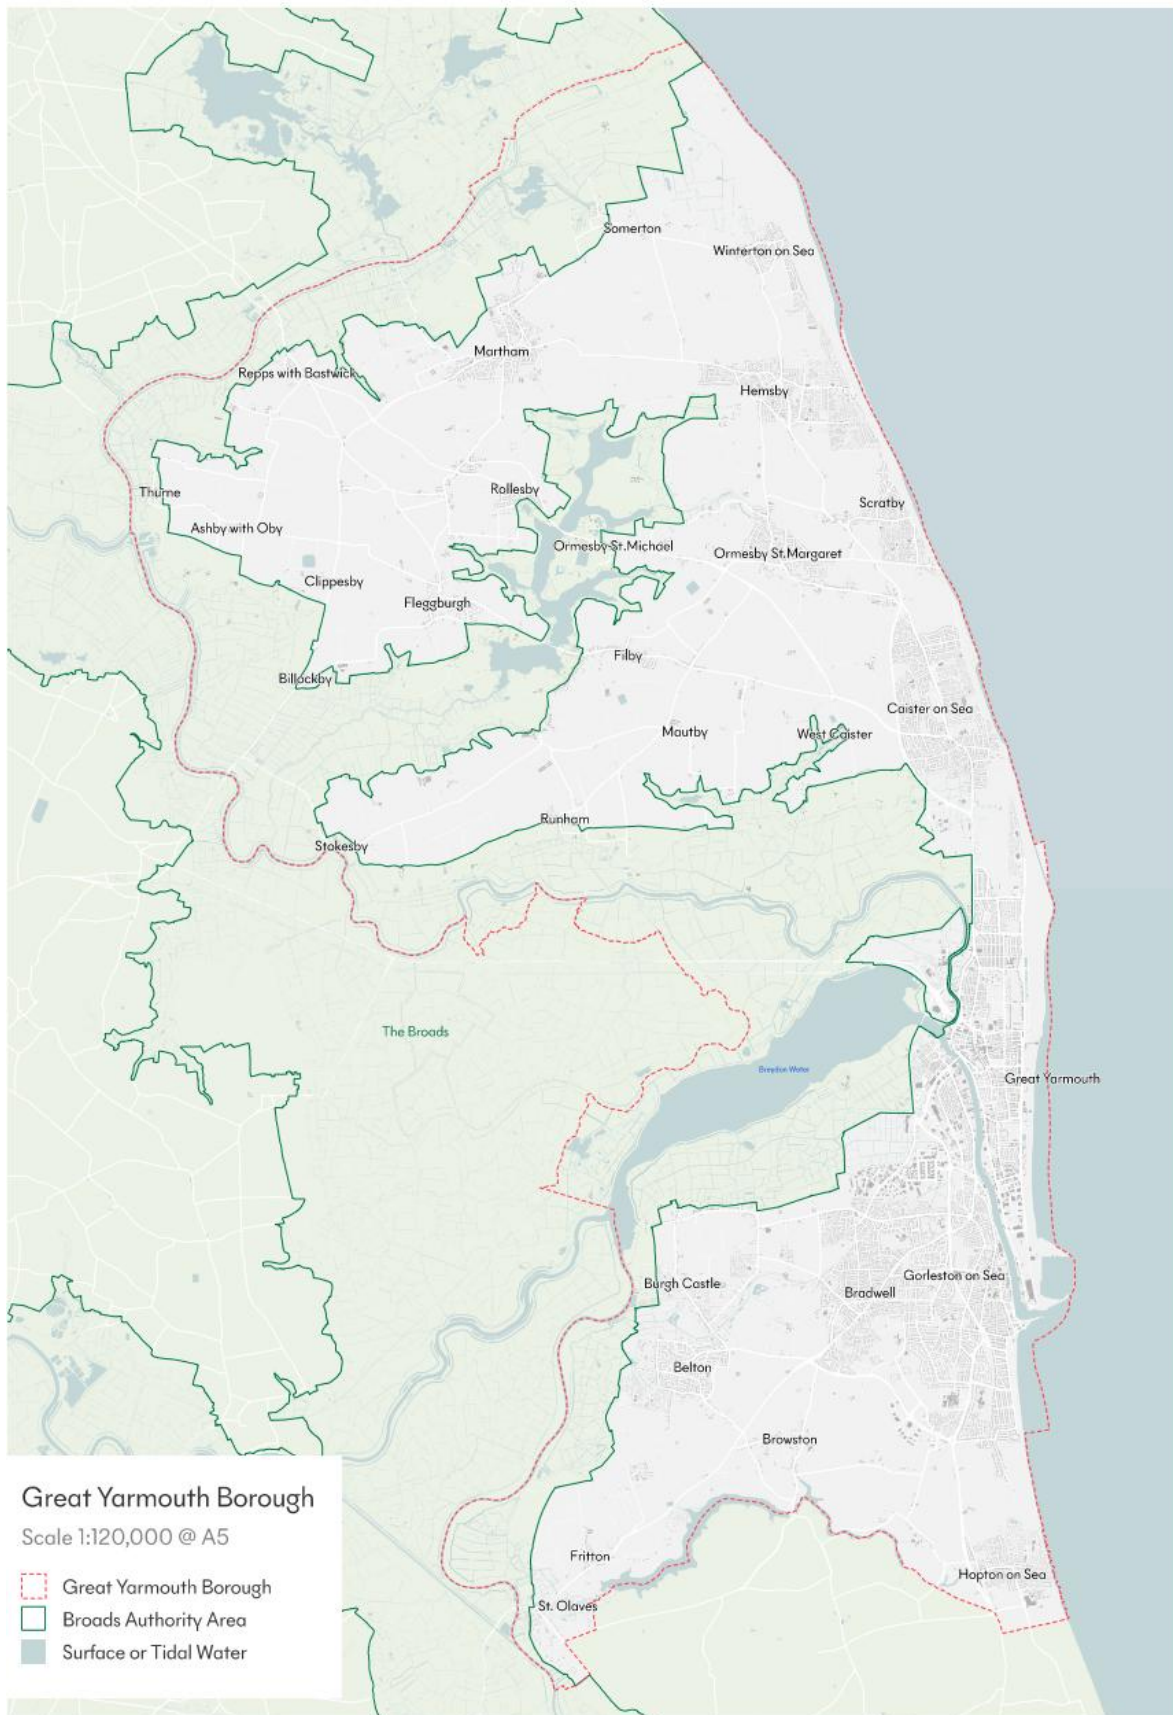 Somerton
Winterton on Sea
Martham
Repps with Bastwick
Hemsby
Thurne
Rollesby
Scratby
Ashby with Oby
Ormesby St.Michael
Ormesby St.Margaret
Clippesby
Fleggburgh
Filby
Billockby
Caister on Sea
Mautby
West Caister
Runham
Stokesby
The Broads
Breydon Water
Great Yarmouth
Burgh Castle
Gorleston on Sea
Bradwell
Belton
Browston
Fritton
Hopton on Sea
St. Olaves
Great Yarmouth Borough
Scale 1:120,000 @ A5
Great Yarmouth Borough
Broads Authority Area
Surface or Tidal Water